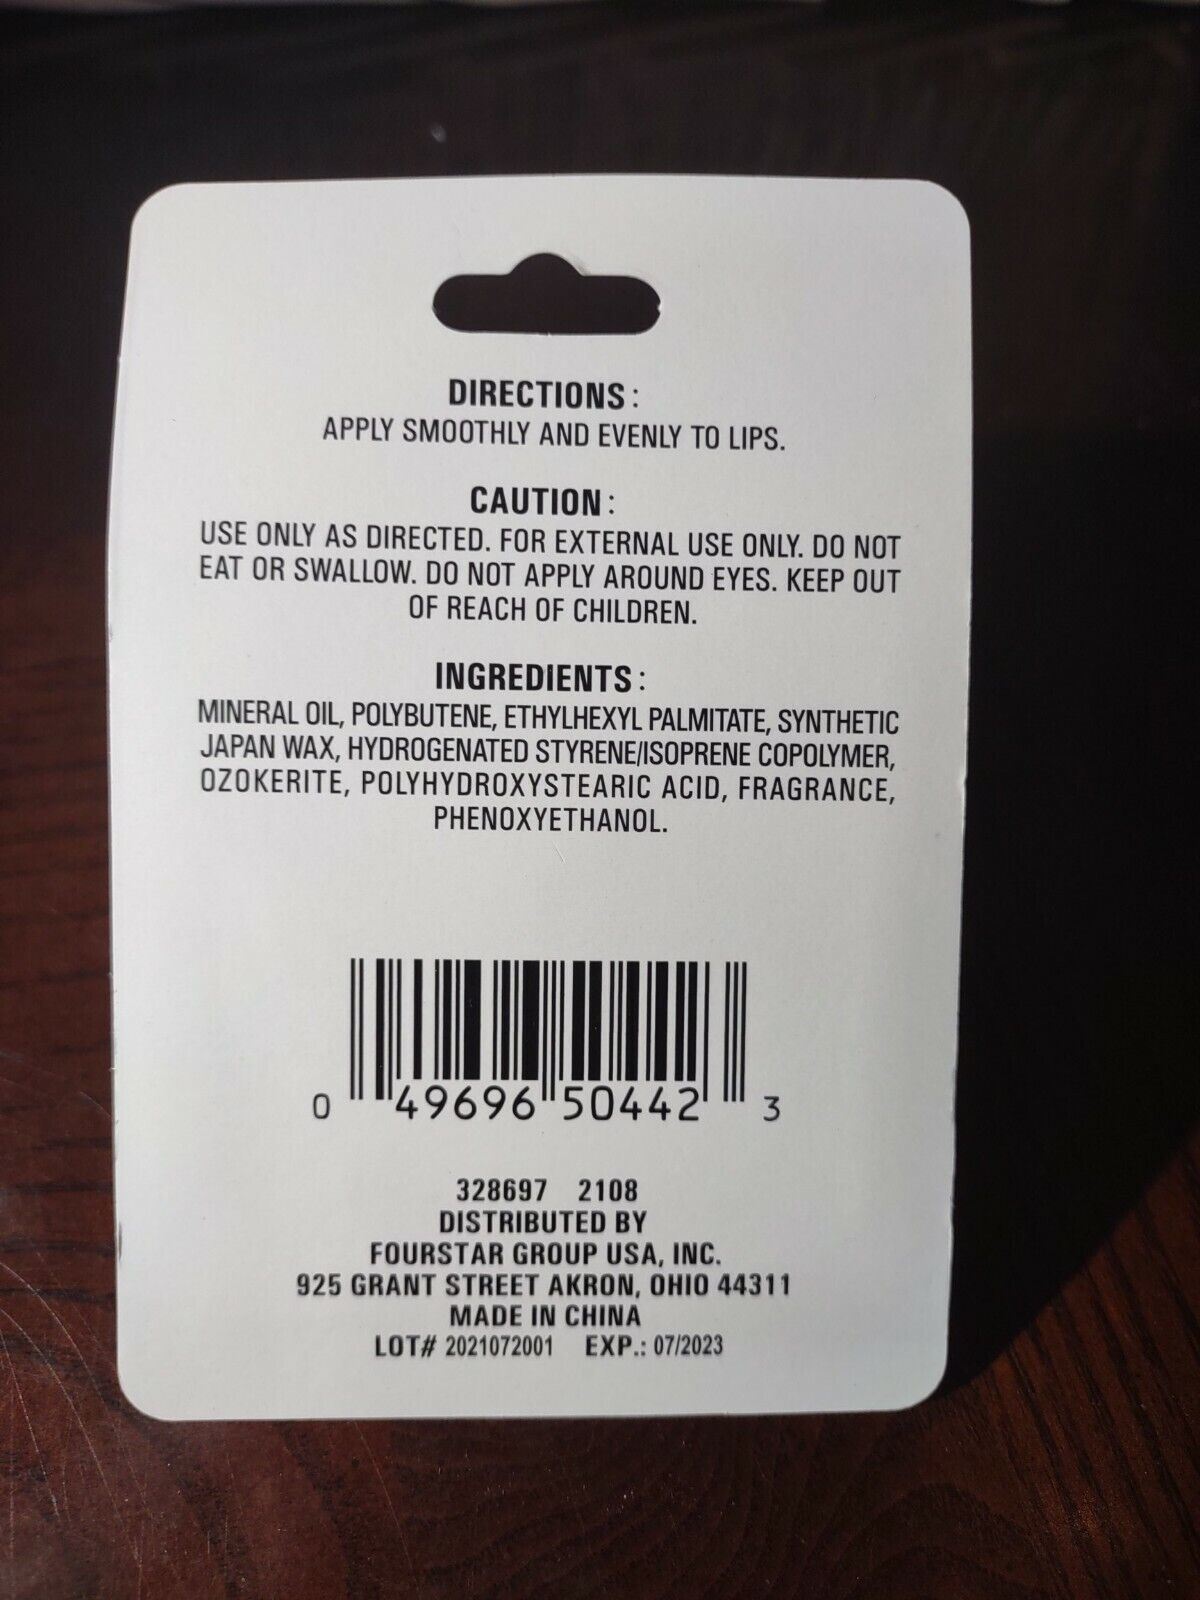 DIRECTIONS:
APPLY SMOOTHLY AND EVENLY TO LIPS.
CAUTION:
USE ONLY AS DIRECTED. FOR EXTERNAL USE ONLY. DO NOT
EAT OR SWALLOW. DO NOT APPLY AROUND EYES. KEEP OUT
OF REACH OF CHILDREN.
INGREDIENTS:
MINERAL OIL, POLYBUTENE, ETHYLHEXYL PALMITATE, SYNTHETIC
JAPAN WAX, HYDROGENATED STYRENE/ISOPRENE COPOLYMER,
OZOKERITE, POLYHYDROXYSTEARIC ACID, FRAGRANCE,
PHENOXYETHANOL.
0 49696 50442 3
328697 2108
DISTRIBUTED BY
FOURSTAR GROUP USA, INC.
925 GRANT STREET AKRON, OHIO 44311
MADE IN CHINA
LOT# 2021072001 EXP.: 07/2023